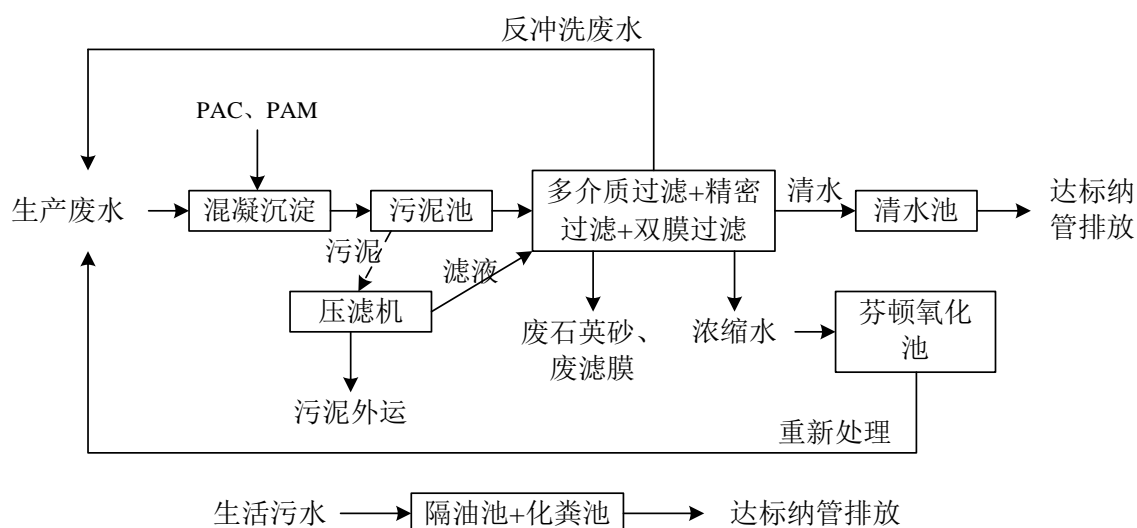 反冲洗废水
PAC、PAM
生产废水
混凝沉淀
污泥池
多介质过滤+精密
过滤+双膜过滤
清水
清水池
达标纳
管排放
污泥
滤液
压滤机
废石英砂、
废滤膜
浓缩水
芬顿氧化
池
污泥外运
重新处理
生活污水
隔油池+化粪池
达标纳管排放